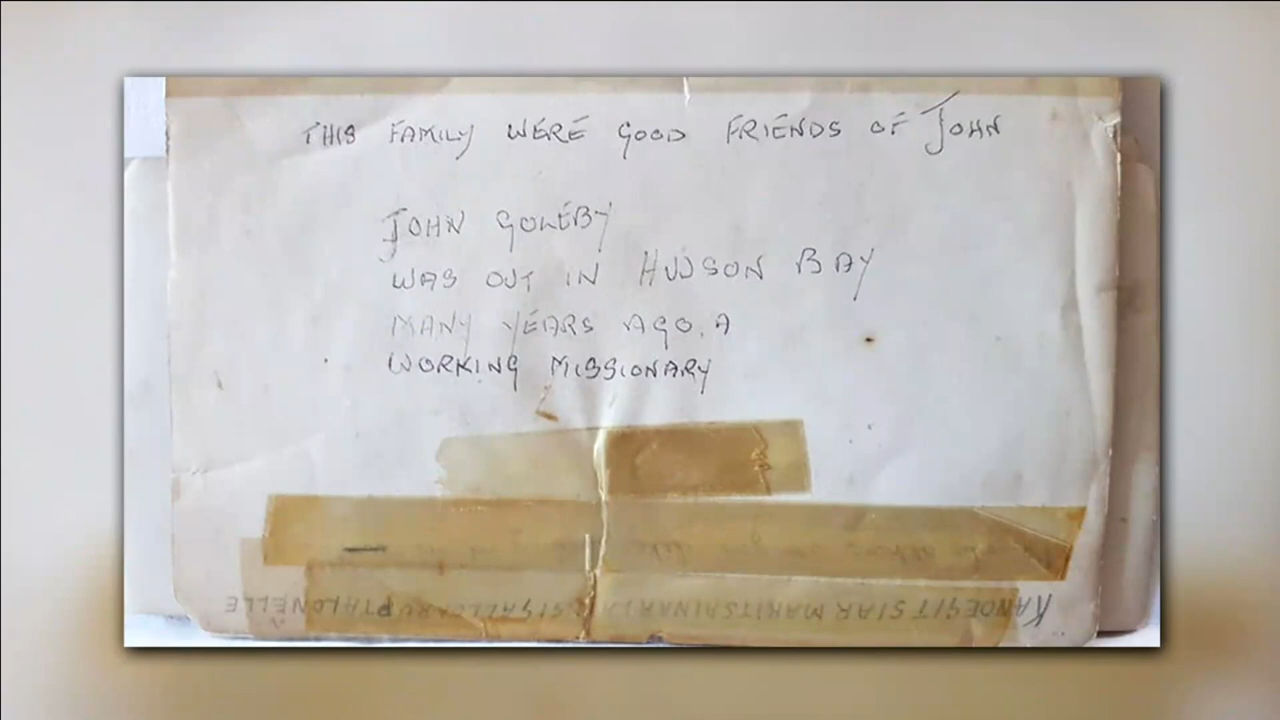 THIS FAMILY WERE GOOD FRIENDS OF JOHN
JOHN GOLEBY
WAS OUT IN HUDSON BAY
MANY YEARS AGO. A
WORKING MISSIONARY